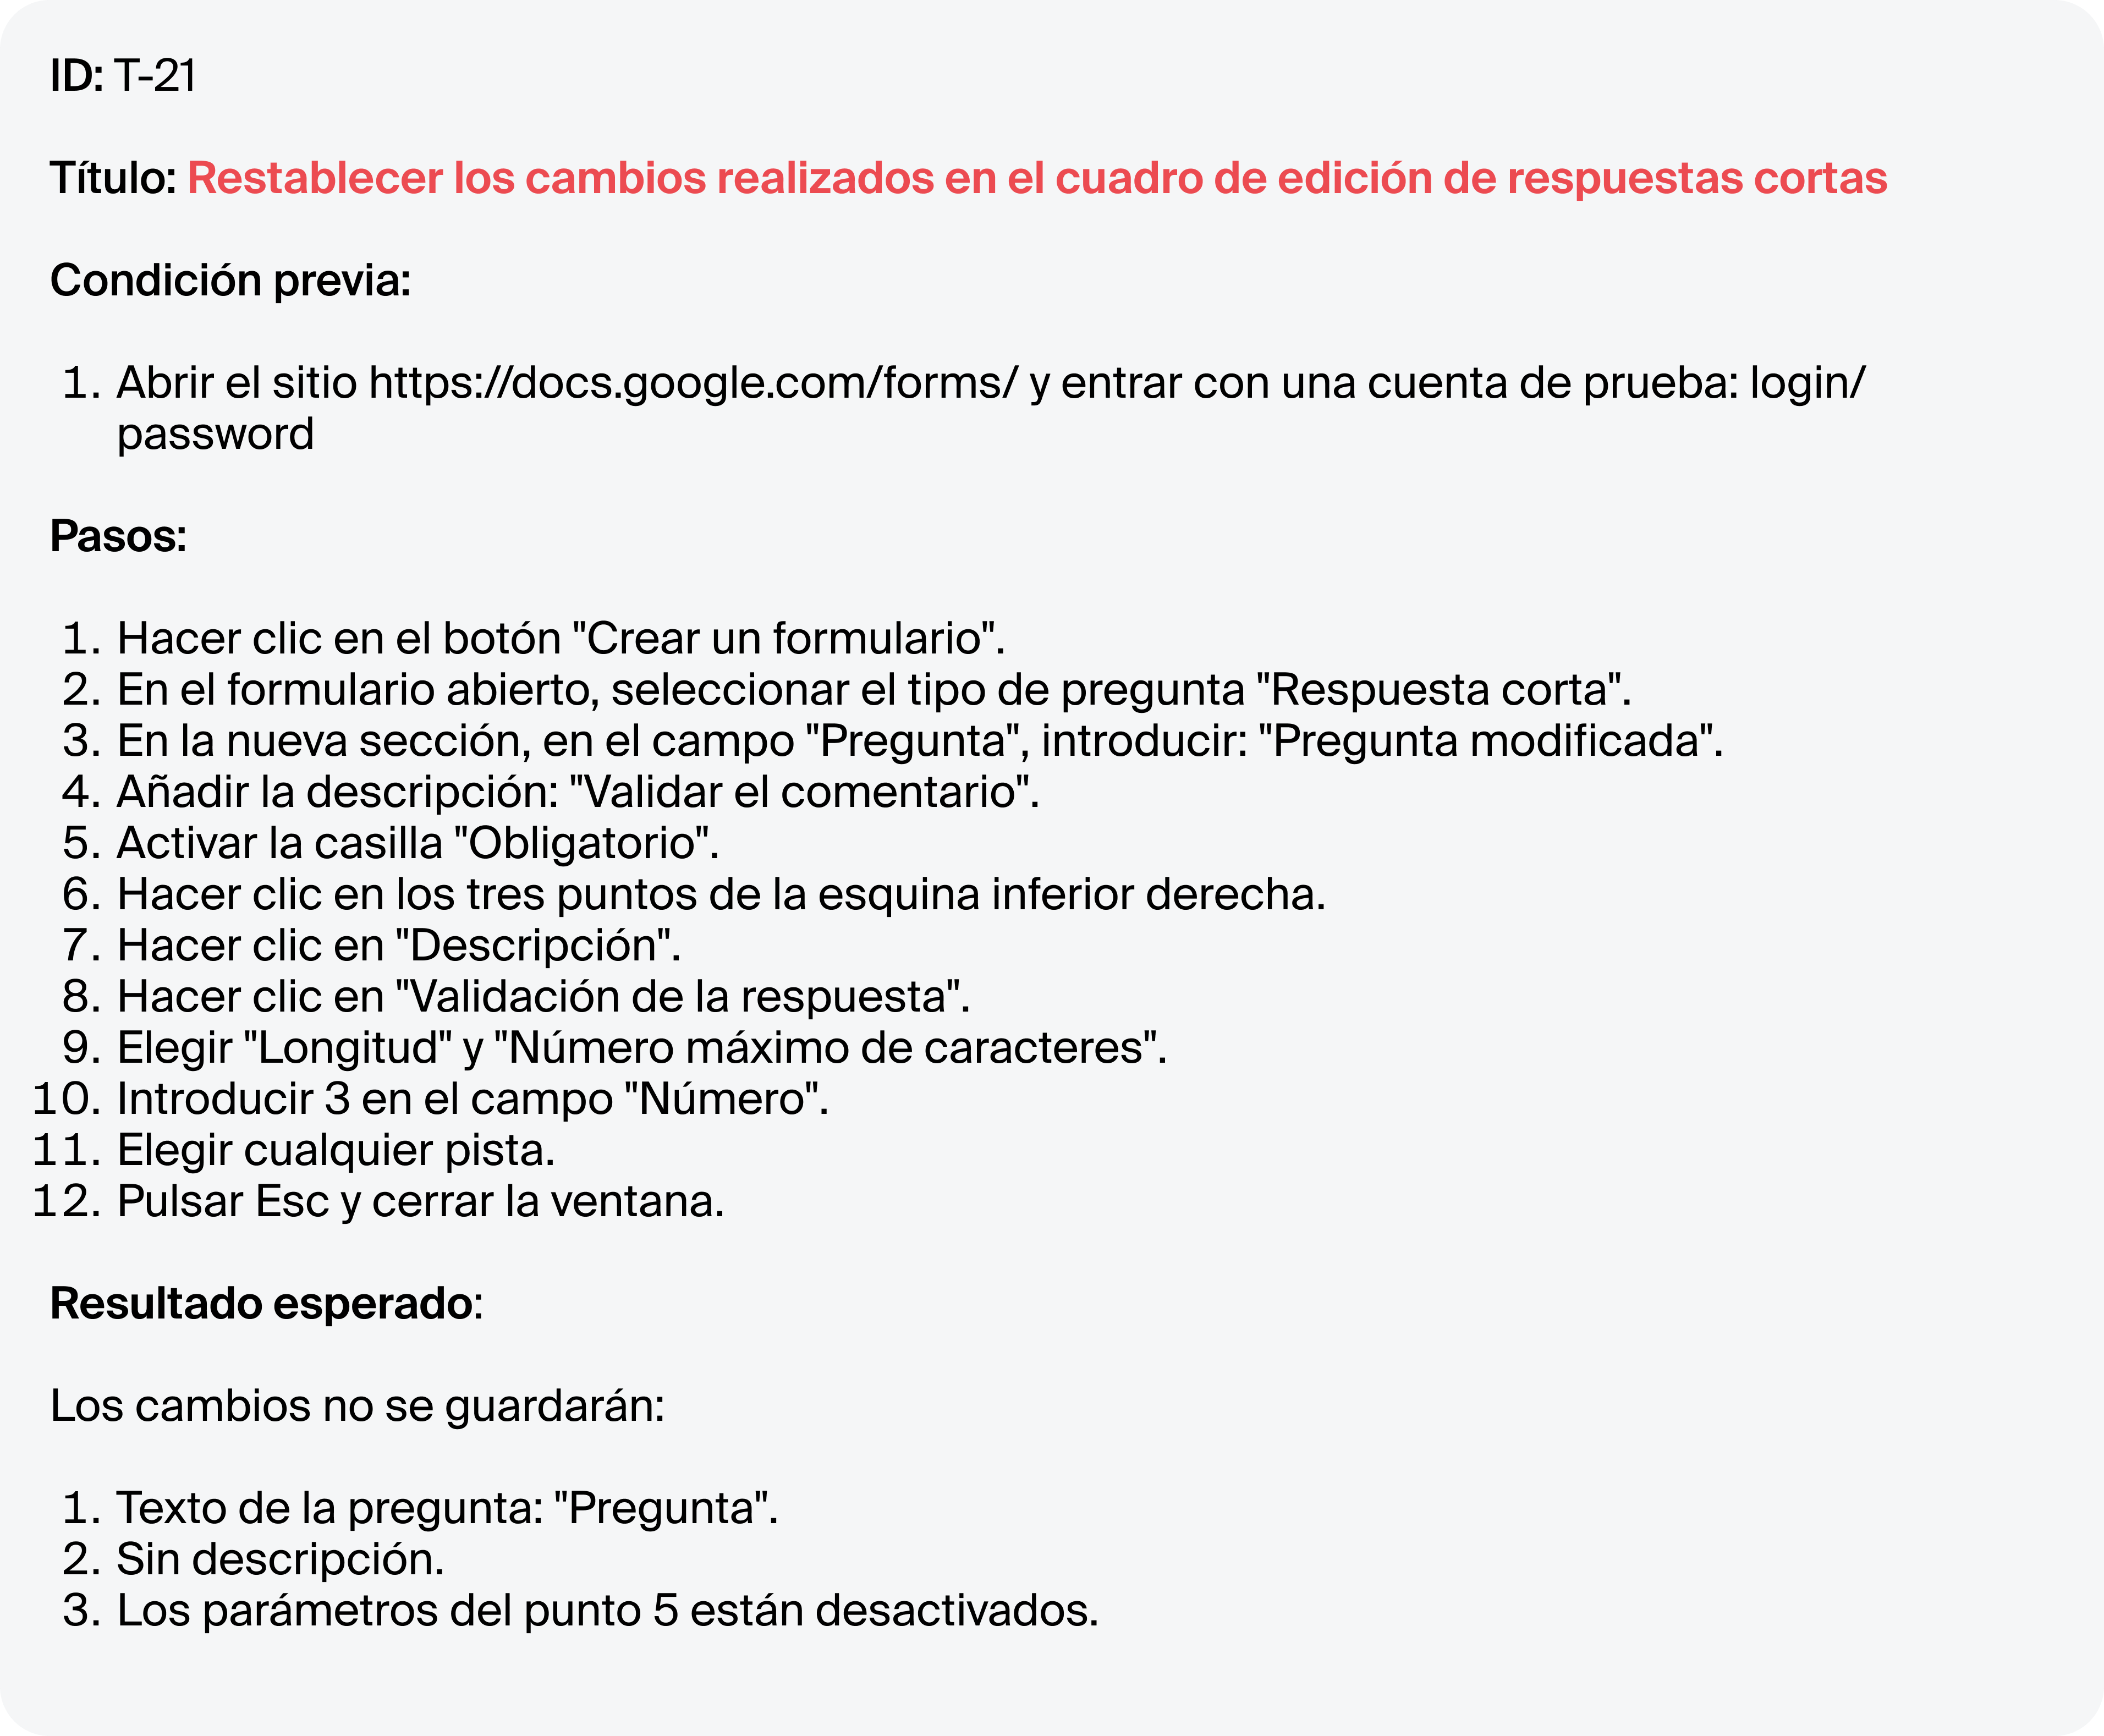 ID: T-21
Título: Restablecer los cambios realizados en el cuadro de edición de respuestas cortas
Condición previa:
1. Abrir el sitio https://docs.google.com/forms/ y entrar con una cuenta de prueba: login/
password
Pasos:
1. Hacer clic en el botón "Crear un formulario".
2. En el formulario abierto, seleccionar el tipo de pregunta "Respuesta corta".
3. En la nueva sección, en el campo "Pregunta", introducir: "Pregunta modificada".
4. Añadir la descripción: "Validar el comentario".
5. Activar la casilla "Obligatorio".
6. Hacer clic en los tres puntos de la esquina inferior derecha.
7. Hacer clic en "Descripción".
8. Hacer clic en "Validación de la respuesta".
9. Elegir "Longitud" y "Número máximo de caracteres".
10. Introducir 3 en el campo "Número".
11. Elegir cualquier pista.
12. Pulsar Esc y cerrar la ventana.
Resultado esperado:
Los cambios no se guardarán:
1. Texto de la pregunta: "Pregunta".
2. Sin descripción.
3. Los parámetros del punto 5 están desactivados.